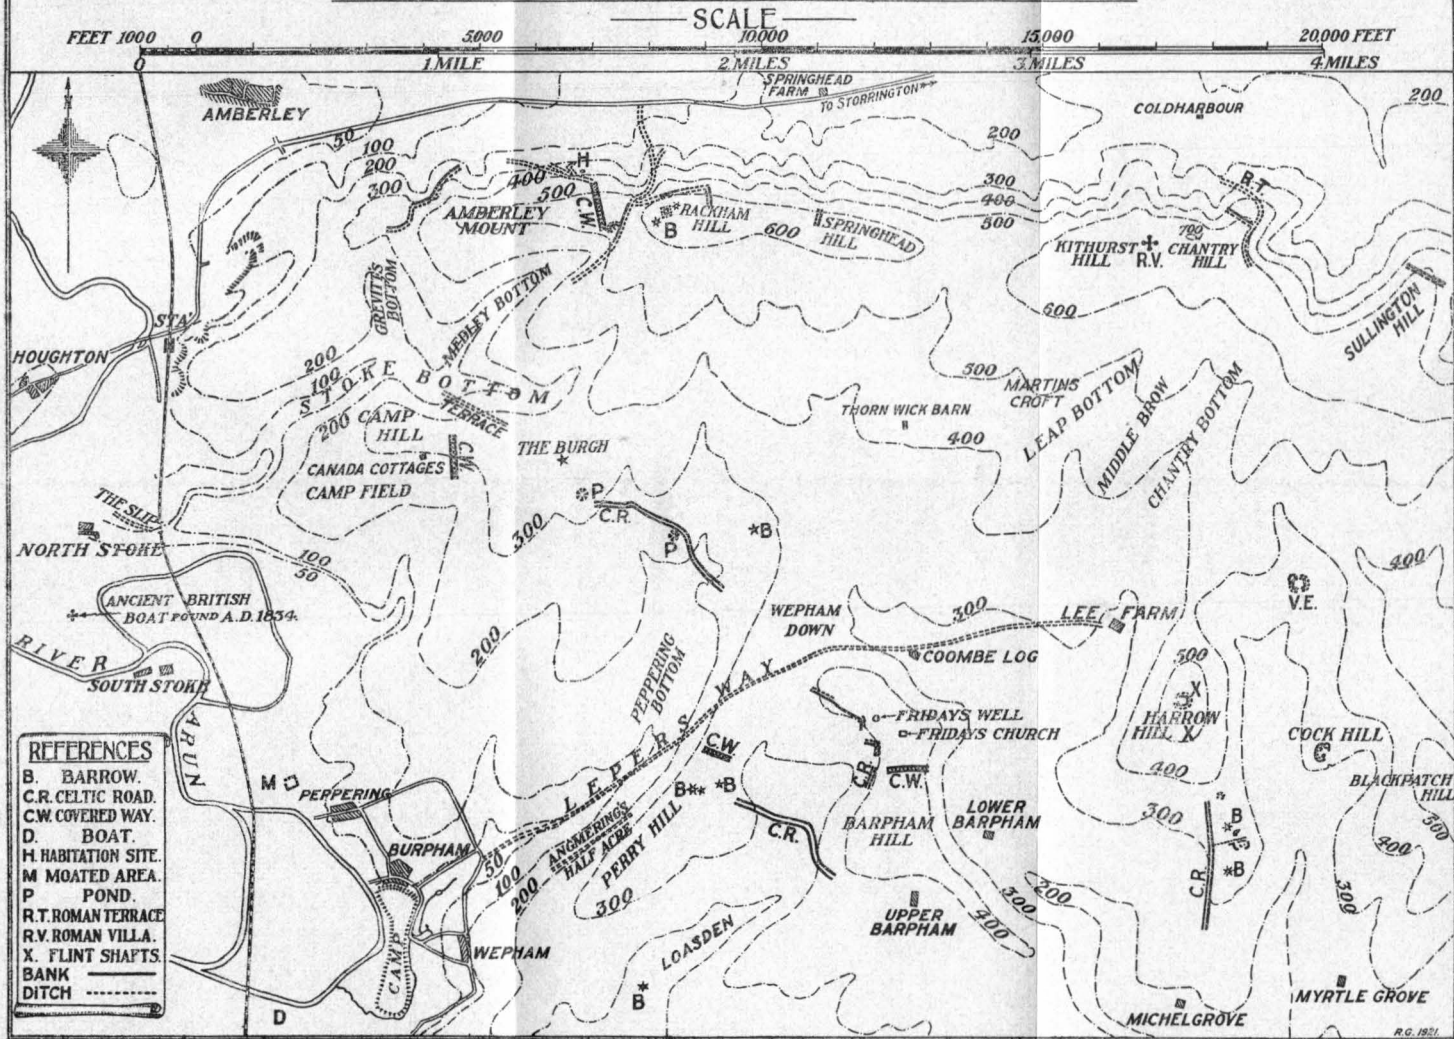 SCALE
FEET 1000 0 5,000 10,000 15,000 20,000 FEET
0 1 MILE 2 MILES 3 MILES 4 MILES
SPRINGHEAD
FARM
TO STORRINGTON
AMBERLEY
COLDHARBOUR
200
50
100
200
300
400
500
H.
C.W.
AMBERLEY
MOUNT
B
RACKHAM
HILL
600
SPRINGHEAD
HILL
200
300
400
500
R.T.
700
KITHURST
HILL
R.V.
CHANTRY
HILL
600
SULLINGTON
HILL
GREVITTS
BOTTOM
MEDLEY BOTTOM
STA.
HOUGHTON
200
100
STOKE BOTTOM
TERRACE
200
CAMP
HILL
C.W.
CANADA COTTAGES
CAMP FIELD
THE BURGH
THORN WICK BARN
400
500
MARTINS
CROFT
LEAP BOTTOM
MIDDLE BROW
CHANTRY BOTTOM
P
C.R.
P
B
300
THE SLIP
NORTH STOKE
100
50
ANCIENT BRITISH
BOAT FOUND A.D. 1834.
RIVER
SOUTH STOKE
ARUN
200
PEPPERING
BOTTOM
WEPHAM
DOWN
300
LEE FARM
COOMBE LOG
400
V.E.
LEPERS WAY
FRIDAYS WELL
FRIDAYS CHURCH
500
X
HARROW
HILL X
400
COCK HILL
BLACKPATCH
HILL
C.W.
C.R.
C.W.
B
B
C.R.
M
PEPPERING
BURPHAM
50
100
200
ANGMERING'S
HALF ACRE
PERRY HILL
300
BARPHAM
HILL
LOWER
BARPHAM
300
B
B
C.R.
400
300
300
UPPER
BARPHAM
300
200
400
CAMP
WEPHAM
LOASDEN
B
D
MICHELGROVE
MYRTLE GROVE
REFERENCES
B. BARROW.
C.R. CELTIC ROAD.
C.W. COVERED WAY.
D. BOAT.
H. HABITATION SITE.
M MOATED AREA.
P POND.
R.T. ROMAN TERRACE
R.V. ROMAN VILLA.
X. FLINT SHAFTS.
BANK
DITCH
R.G. 1921.